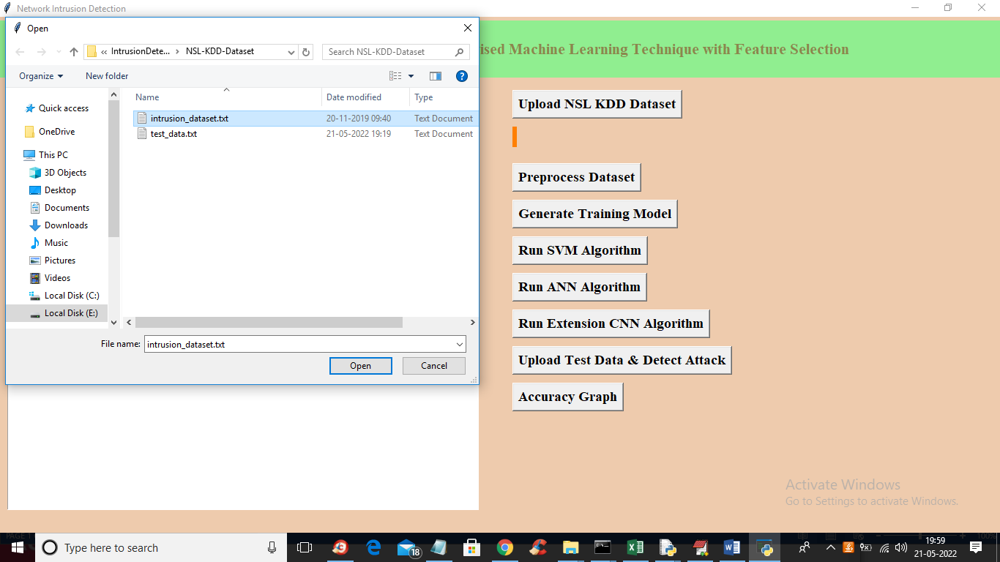 Network Intrusion Detection
Open
« IntrusionDete... > NSL-KDD-Dataset
Search NSL-KDD-Dataset
ised Machine Learning Technique with Feature Selection
Organize
New folder
Name
Date modified
Type
Quick access
OneDrive
This PC
3D Objects
Desktop
Documents
Downloads
Music
Pictures
Videos
Local Disk (C:)
Local Disk (E:)
intrusion_dataset.txt 20-11-2019 09:40 Text Document
test_data.txt 21-05-2022 19:19 Text Document
File name: intrusion_dataset.txt
Open
Cancel
Upload NSL KDD Dataset
Preprocess Dataset
Generate Training Model
Run SVM Algorithm
Run ANN Algorithm
Run Extension CNN Algorithm
Upload Test Data & Detect Attack
Accuracy Graph
Activate Windows
Go to Settings to activate Windows.
PAGE 1
100%
Type here to search
18
19:59
21-05-2022